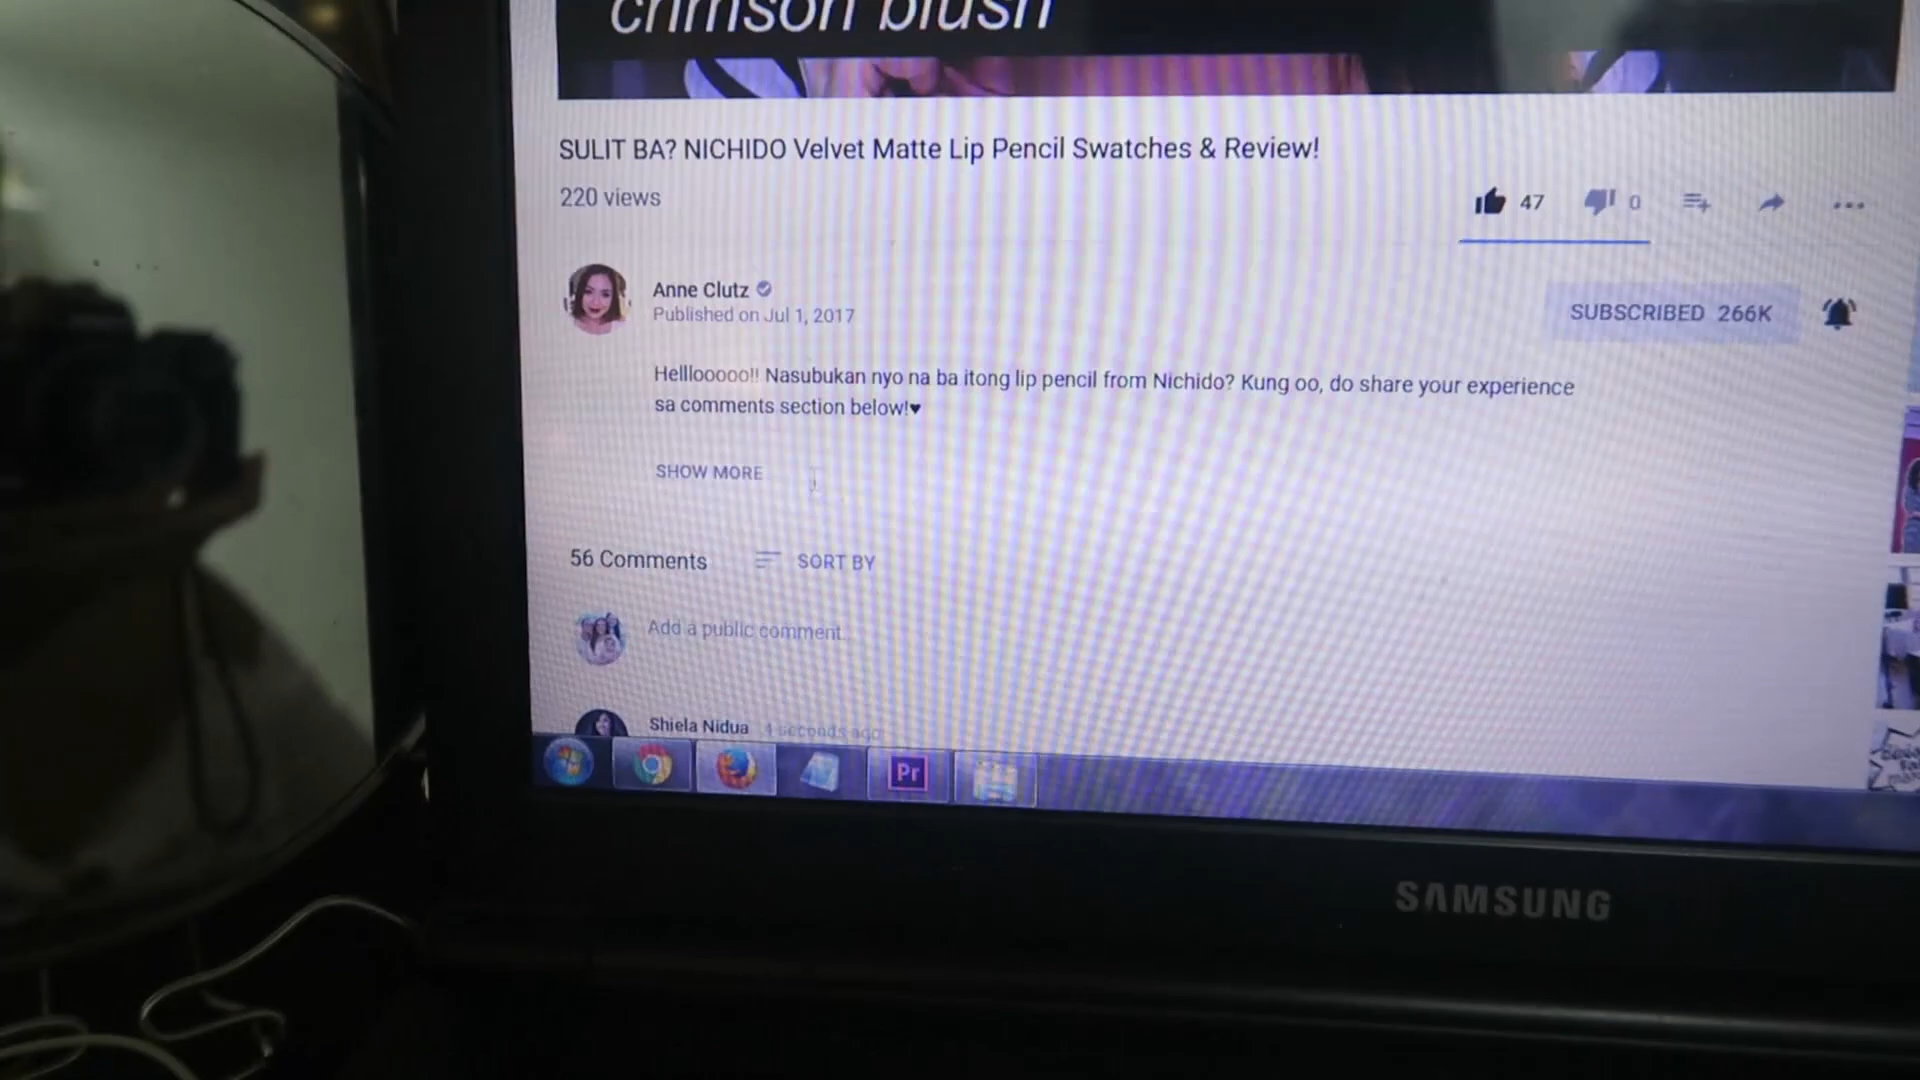 crimson blush
SULIT BA? NICHIDO Velvet Matte Lip Pencil Swatches & Review!
220 views
47
0
Anne Clutz
Published on Jul 1, 2017
SUBSCRIBED 266K
Helllooooo!! Nasubukan nyo na ba itong lip pencil from Nichido? Kung oo, do share your experience
sa comments section below!♥
SHOW MORE
56 Comments
SORT BY
Add a public comment.
Shiela Nidua 4 seconds ago
Pr
SAMSUNG